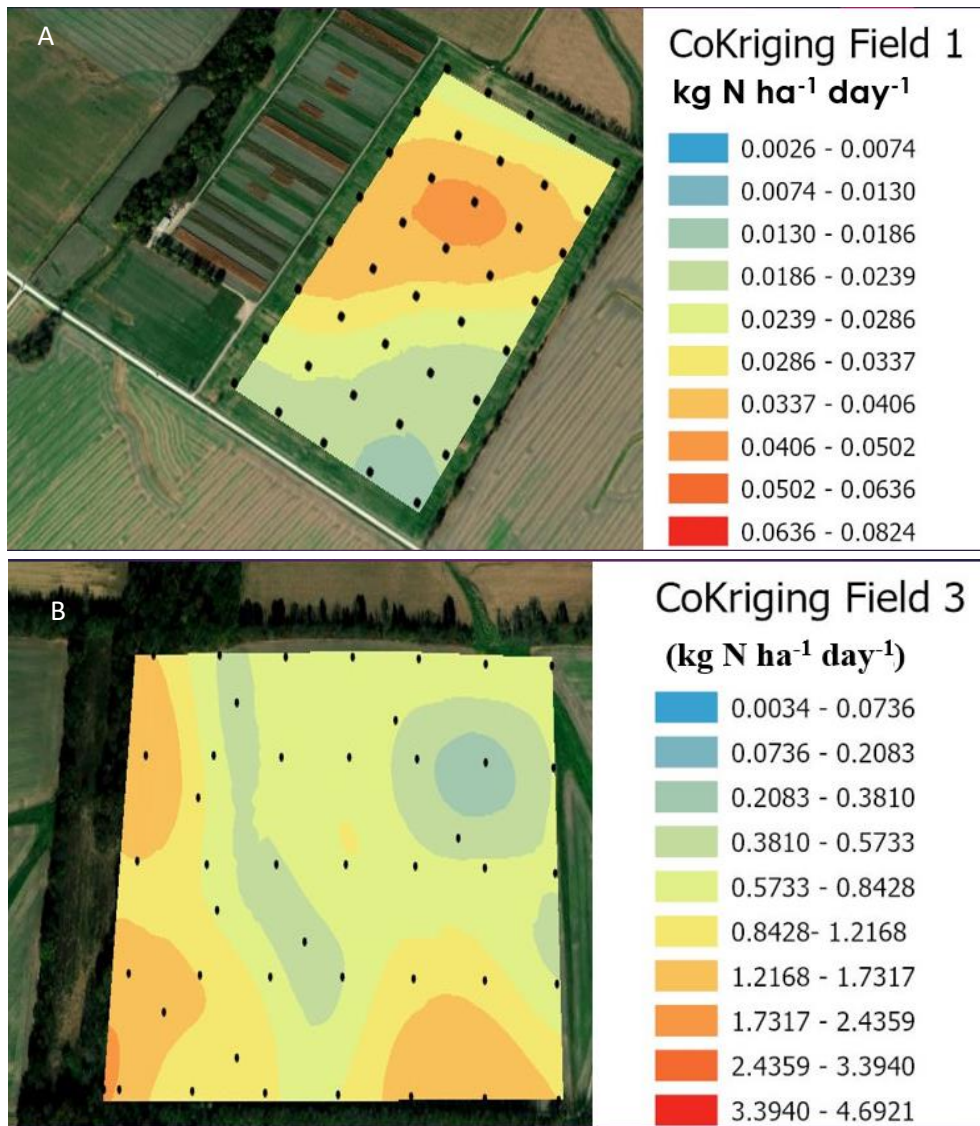 A
CoKriging Field 1
kg N ha⁻¹ day⁻¹
0.0026 - 0.0074
0.0074 - 0.0130
0.0130 - 0.0186
0.0186 - 0.0239
0.0239 - 0.0286
0.0286 - 0.0337
0.0337 - 0.0406
0.0406 - 0.0502
0.0502 - 0.0636
0.0636 - 0.0824
B
CoKriging Field 3
(kg N ha⁻¹ day⁻¹)
0.0034 - 0.0736
0.0736 - 0.2083
0.2083 - 0.3810
0.3810 - 0.5733
0.5733 - 0.8428
0.8428- 1.2168
1.2168 - 1.7317
1.7317 - 2.4359
2.4359 - 3.3940
3.3940 - 4.6921